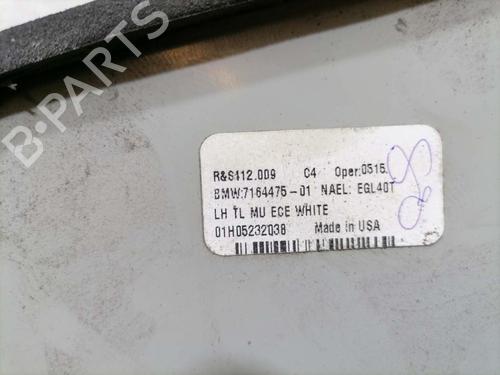 B-PARTS
R&S412.009 C4 Oper:0515
BMW:7164475-01 NAEL: EGL40T
LH TL MU ECE WHITE
01H05232038 Made in USA